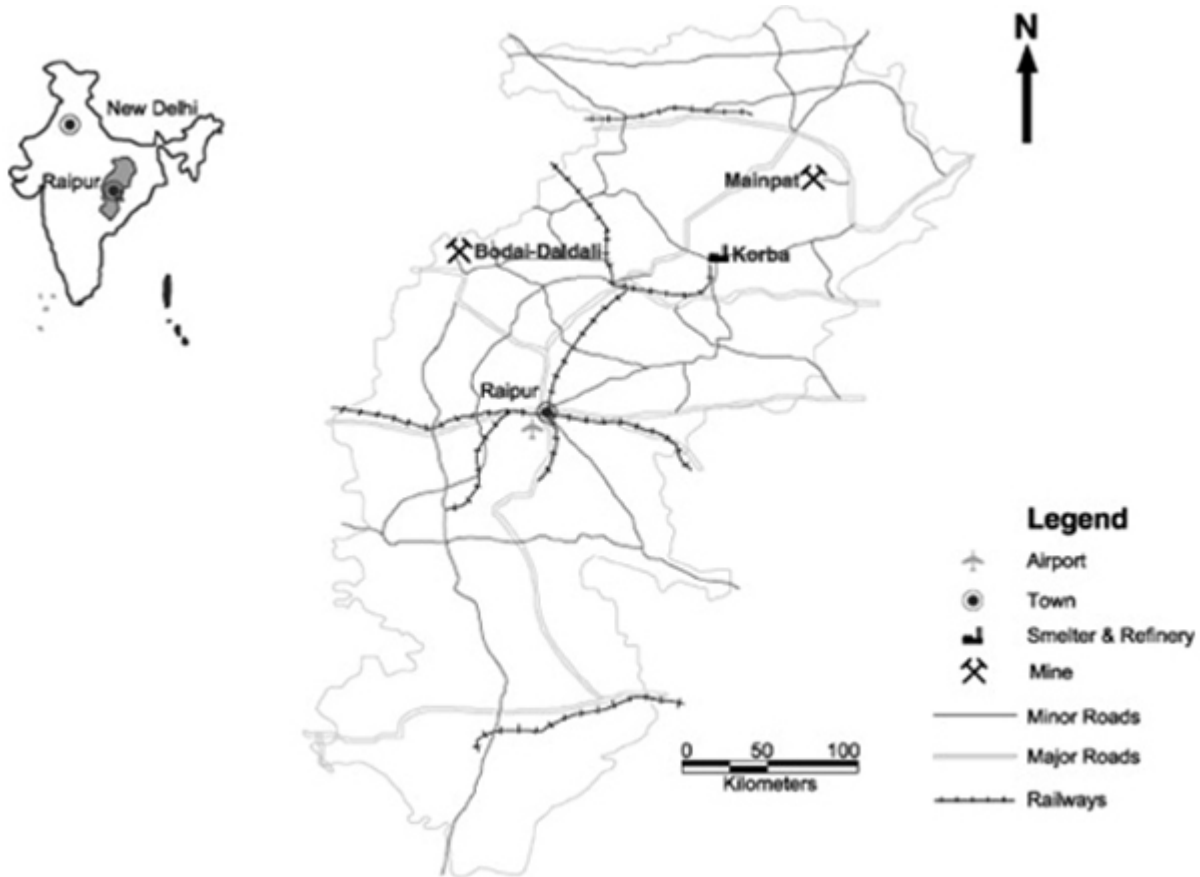 New Delhi
Raipur
N
Mainpat
Bodai-Daldali
Korba
Raipur
Legend
Airport
Town
Smelter & Refinery
Mine
Minor Roads
Major Roads
Railways
0 50 100
Kilometers